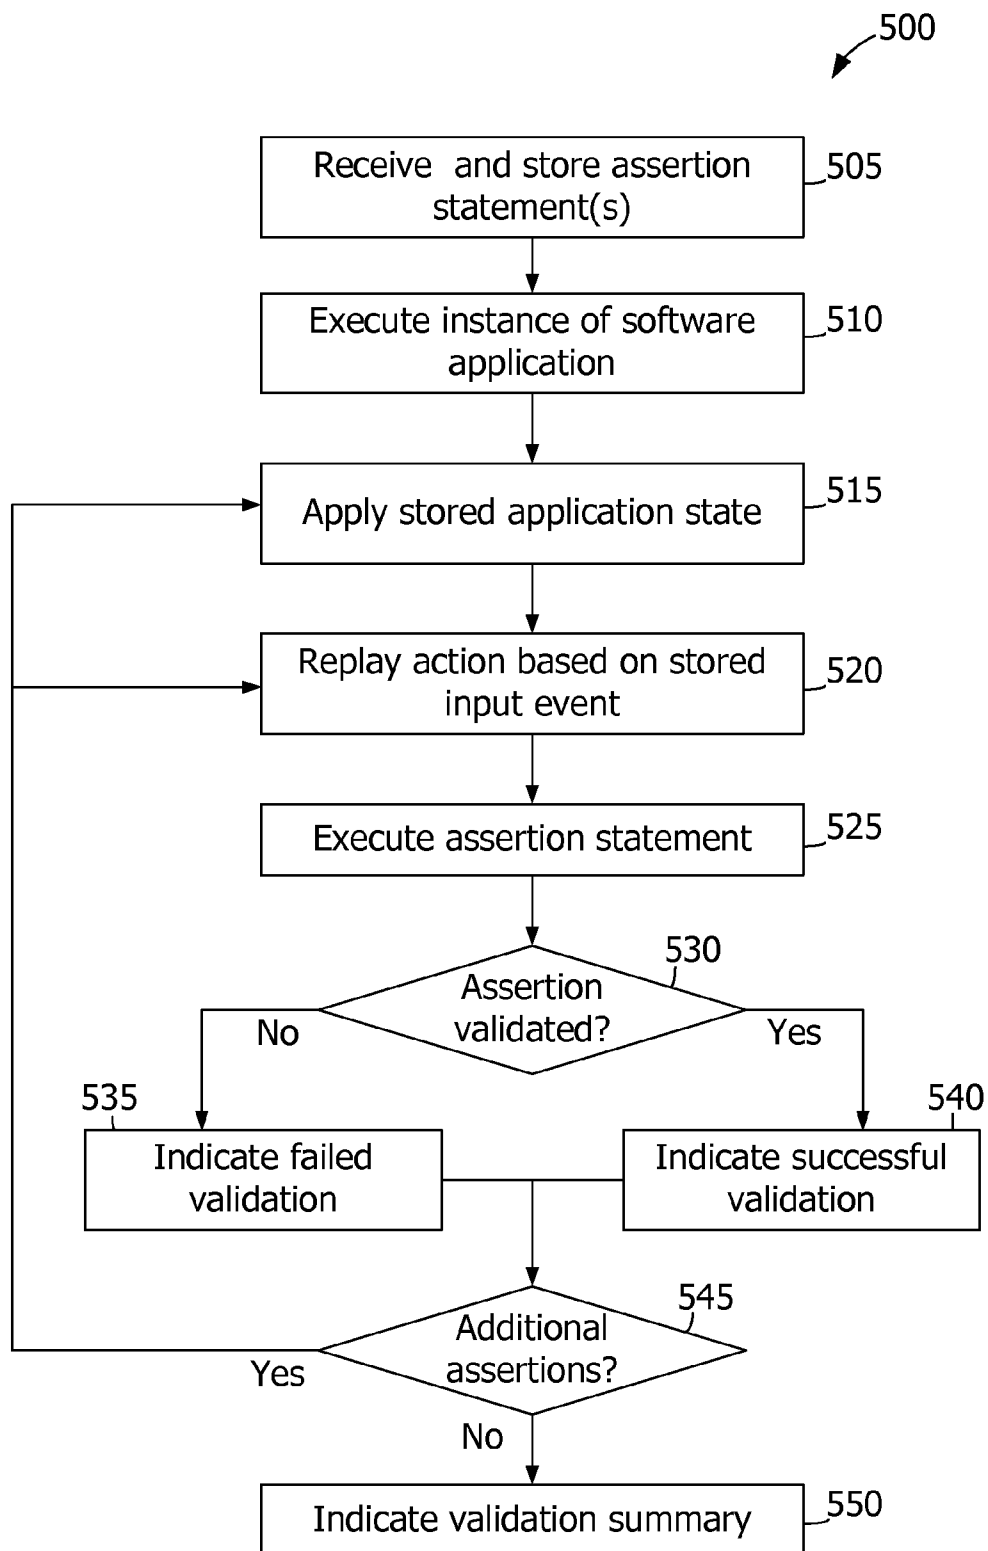 500
Receive and store assertion
statement(s)
505
Execute instance of software
application
510
Apply stored application state
515
Replay action based on stored
input event
520
Execute assertion statement
525
530
Assertion
validated?
No
Yes
535
Indicate failed
validation
540
Indicate successful
validation
545
Additional
assertions?
Yes
No
Indicate validation summary
550